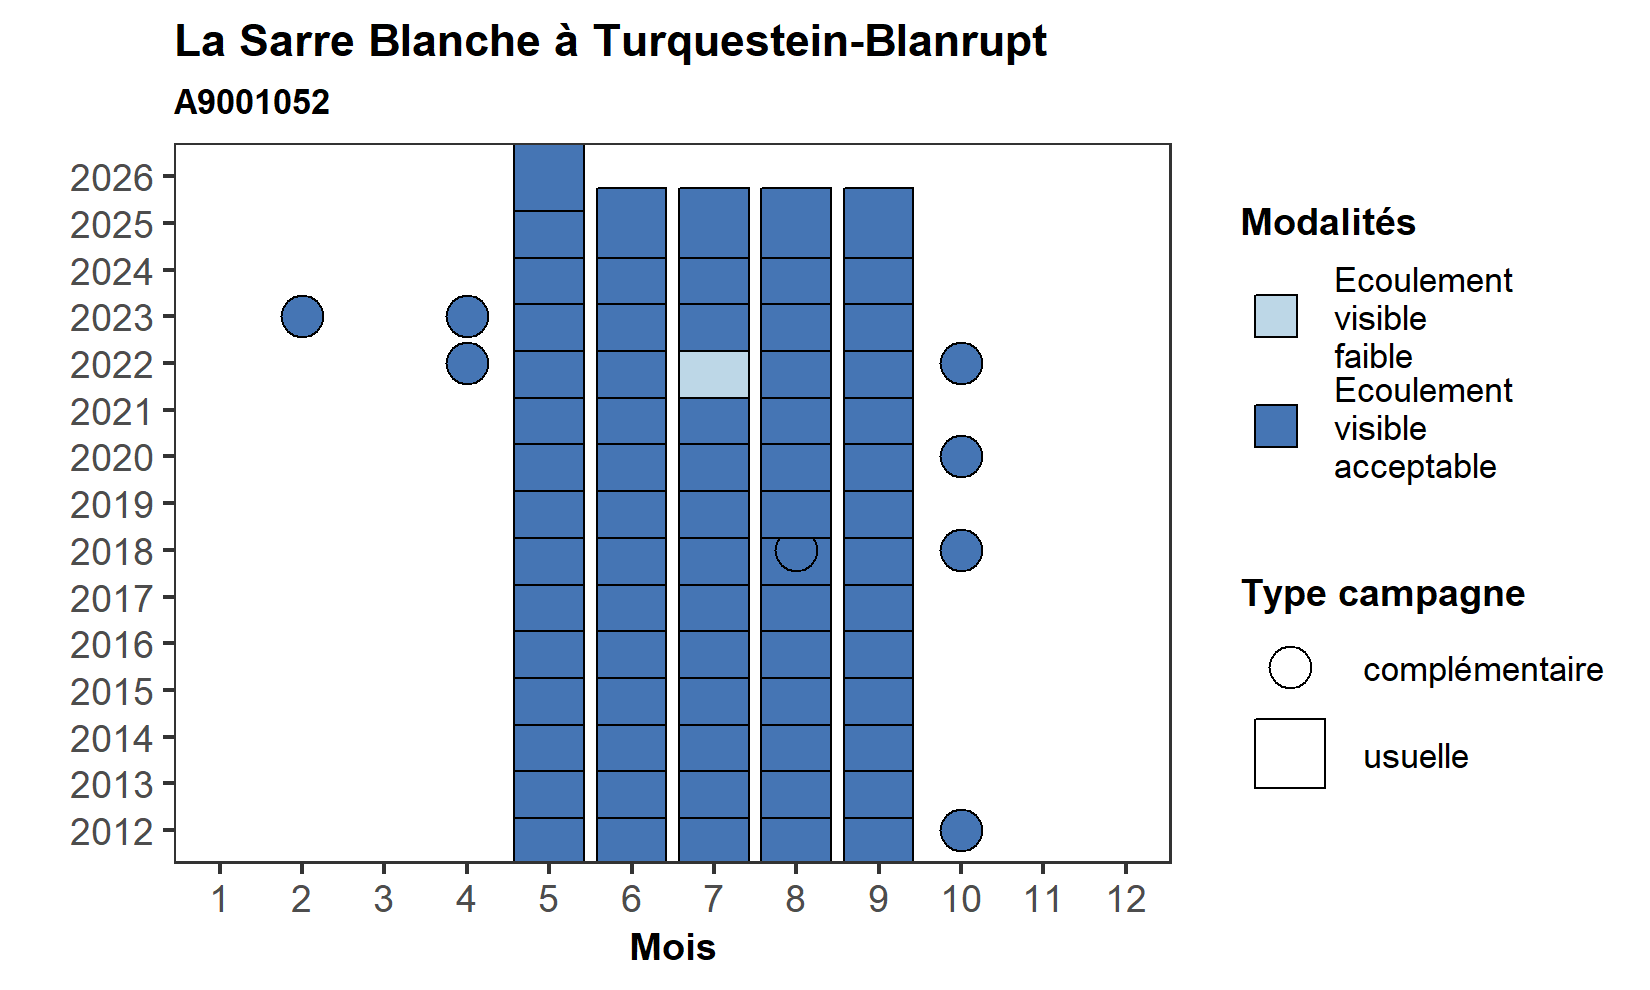 La Sarre Blanche à Turquestein-Blanrupt
A9001052
2026
2025
2024
2023
2022
2021
2020
2019
2018
2017
2016
2015
2014
2013
2012
1 2 3 4 5 6 7 8 9 10 11 12
Mois
Modalités
Ecoulement
visible
faible
Ecoulement
visible
acceptable
Type campagne
complémentaire
usuelle